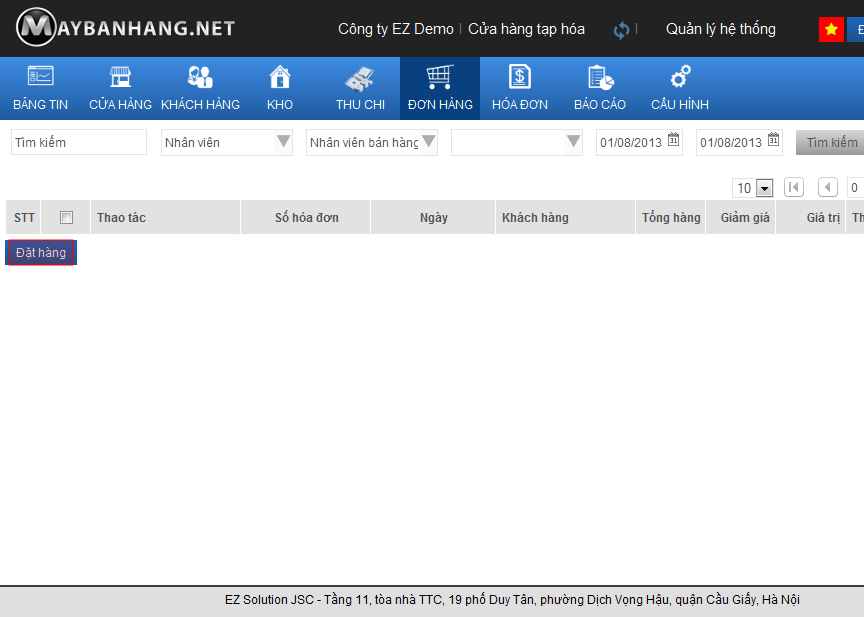 MAYBANHANG.NET
Công ty EZ Demo | Cửa hàng tạp hóa | Quản lý hệ thống
BẢNG TIN CỬA HÀNG KHÁCH HÀNG KHO THU CHI ĐƠN HÀNG HÓA ĐƠN BÁO CÁO CẤU HÌNH
Tìm kiếm Nhân viên Nhân viên bán hàng 01/08/2013 31 01/08/2013 31 Tìm kiếm
10 0
STT Thao tác Số hóa đơn Ngày Khách hàng Tổng hàng Giảm giá Giá trị Th
Đặt hàng
EZ Solution JSC - Tầng 11, tòa nhà TTC, 19 phố Duy Tân, phường Dịch Vọng Hậu, quận Cầu Giấy, Hà Nội